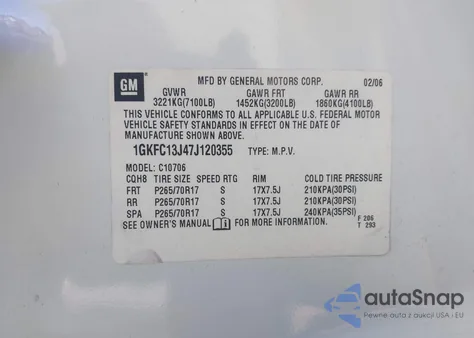 GM
MFD BY GENERAL MOTORS CORP. 02/06
GVWR GAWR FRT GAWR RR
3221KG(7100LB) 1452KG(3200LB) 1860KG(4100LB)
THIS VEHICLE CONFORMS TO ALL APPLICABLE U.S. FEDERAL MOTOR
VEHICLE SAFETY STANDARDS IN EFFECT ON THE DATE OF
MANUFACTURE SHOWN ABOVE.
1GKFC13J47J120355 TYPE: M.P.V.
MODEL: C10706
CQH8 TIRE SIZE SPEED RTG RIM COLD TIRE PRESSURE
FRT P265/70R17 S 17X7.5J 210KPA(30PSI)
RR P265/70R17 S 17X7.5J 210KPA(30PSI)
SPA P265/70R17 S 17X7.5J 240KPA(35PSI)
SEE OWNER'S MANUAL FOR MORE INFORMATION. F 206
T 293
autoSnap
Pewne auta z aukcji USA i EU